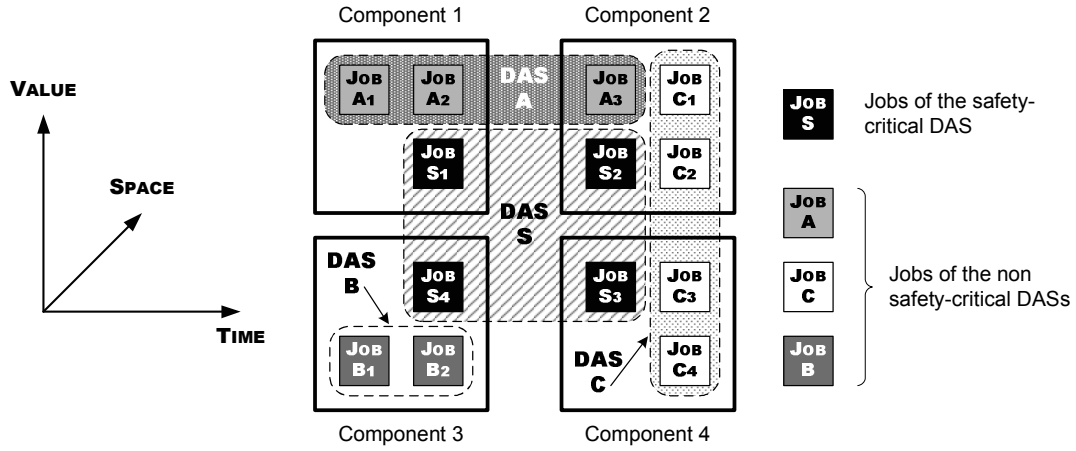 Component 1
Component 2
VALUE
SPACE
TIME
JOB
A1
JOB
A2
DAS
A
JOB
A3
JOB
C1
JOB
S1
JOB
S2
JOB
C2
DAS
S
DAS
B
JOB
S4
JOB
S3
JOB
C3
JOB
B1
JOB
B2
DAS
C
JOB
C4
Component 3
Component 4
JOB
S
Jobs of the safety-
critical DAS
JOB
A
JOB
C
JOB
B
Jobs of the non
safety-critical DASs